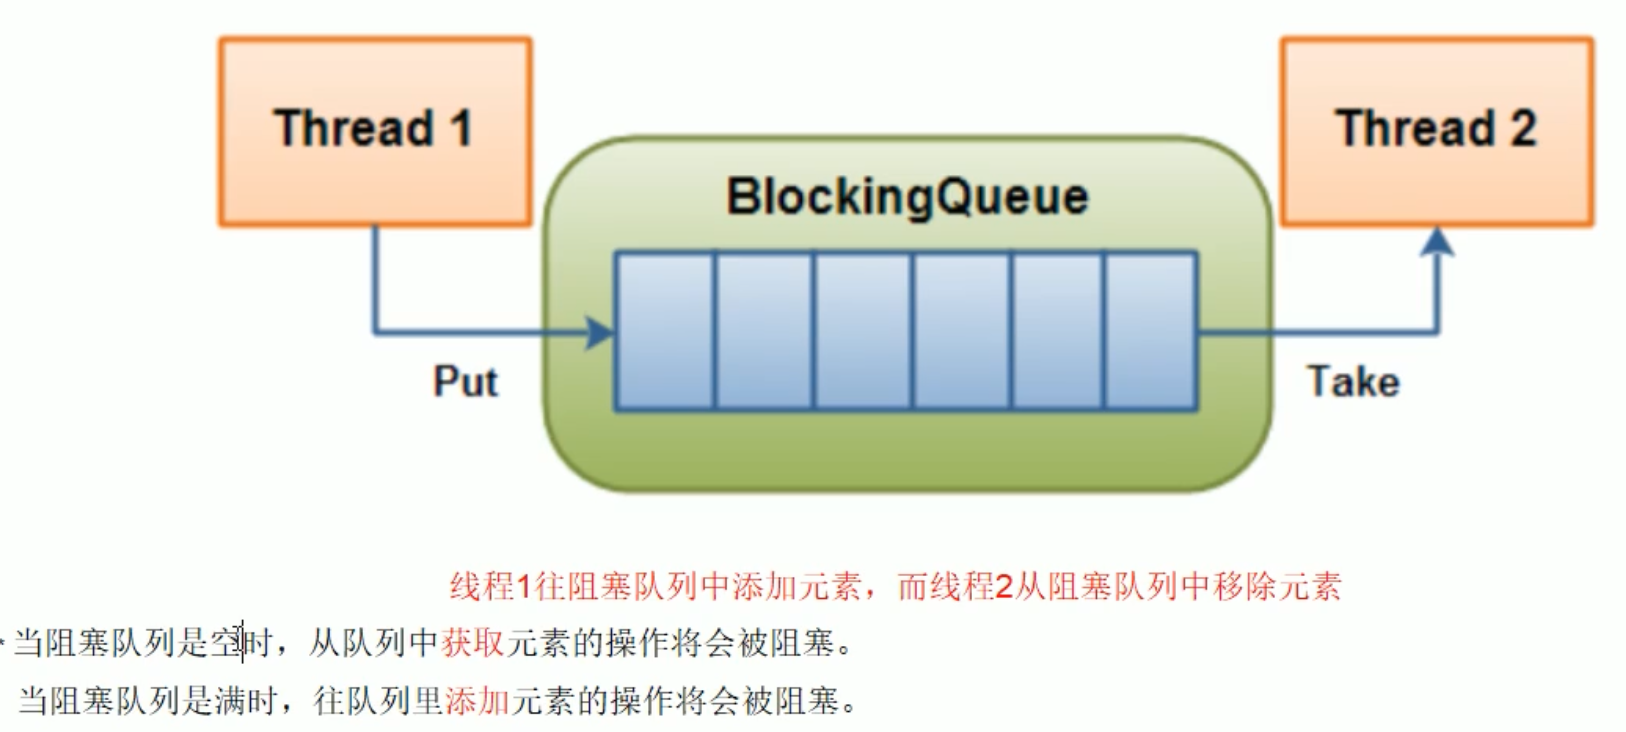 Thread 1
Thread 2
BlockingQueue
Put
Take
线程1往阻塞队列中添加元素，而线程2从阻塞队列中移除元素
* 当阻塞队列是空时，从队列中获取元素的操作将会被阻塞。
当阻塞队列是满时，往队列里添加元素的操作将会被阻塞。